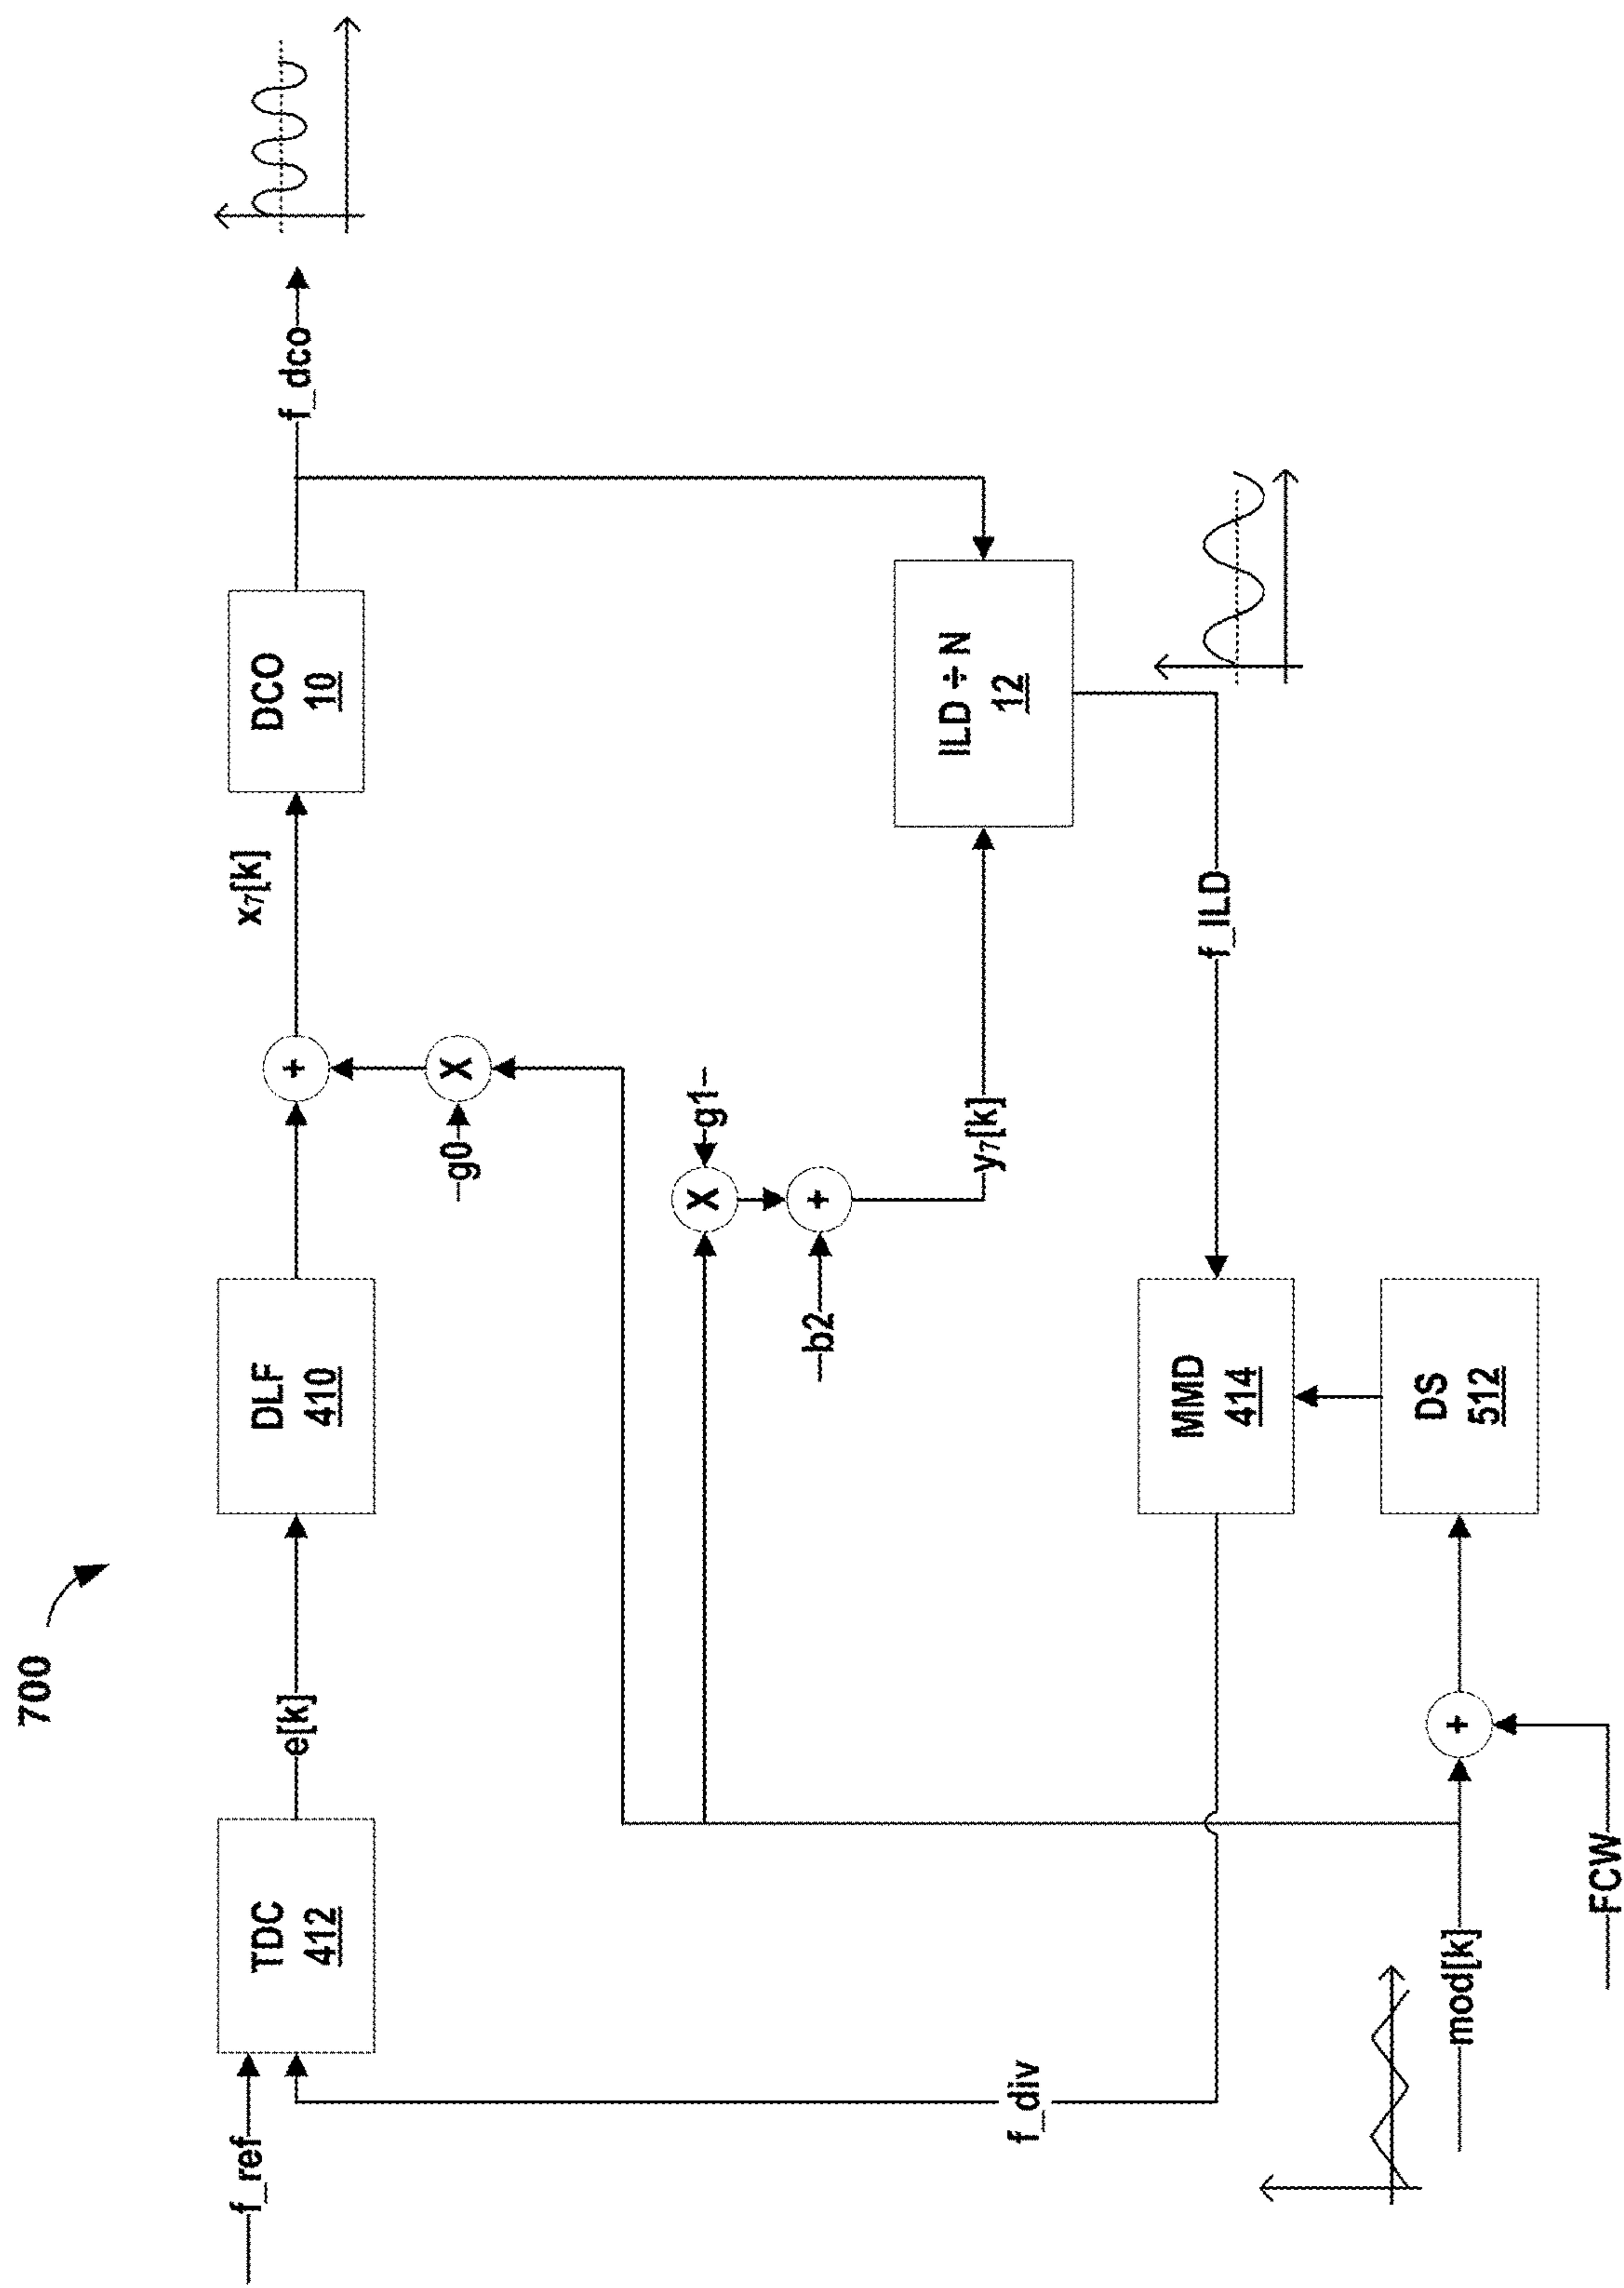 700
f_ref
TDC
412
e[k]
DLF
410
+
x₇[k]
DCO
10
f_dco
g0
X
X
g1
b2
+
y₇[k]
ILD ÷ N
12
f_div
MMD
414
f_ILD
mod[k]
+
DS
512
FCW